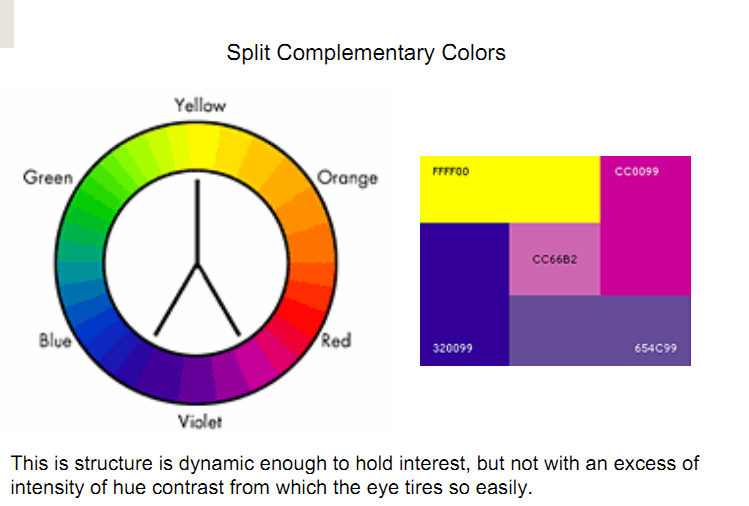 Split Complementary Colors
Yellow
Green
Orange
Blue
Red
Violet
FFFF00
CC0099
CC66B2
320099
654C99
This is structure is dynamic enough to hold interest, but not with an excess of
intensity of hue contrast from which the eye tires so easily.